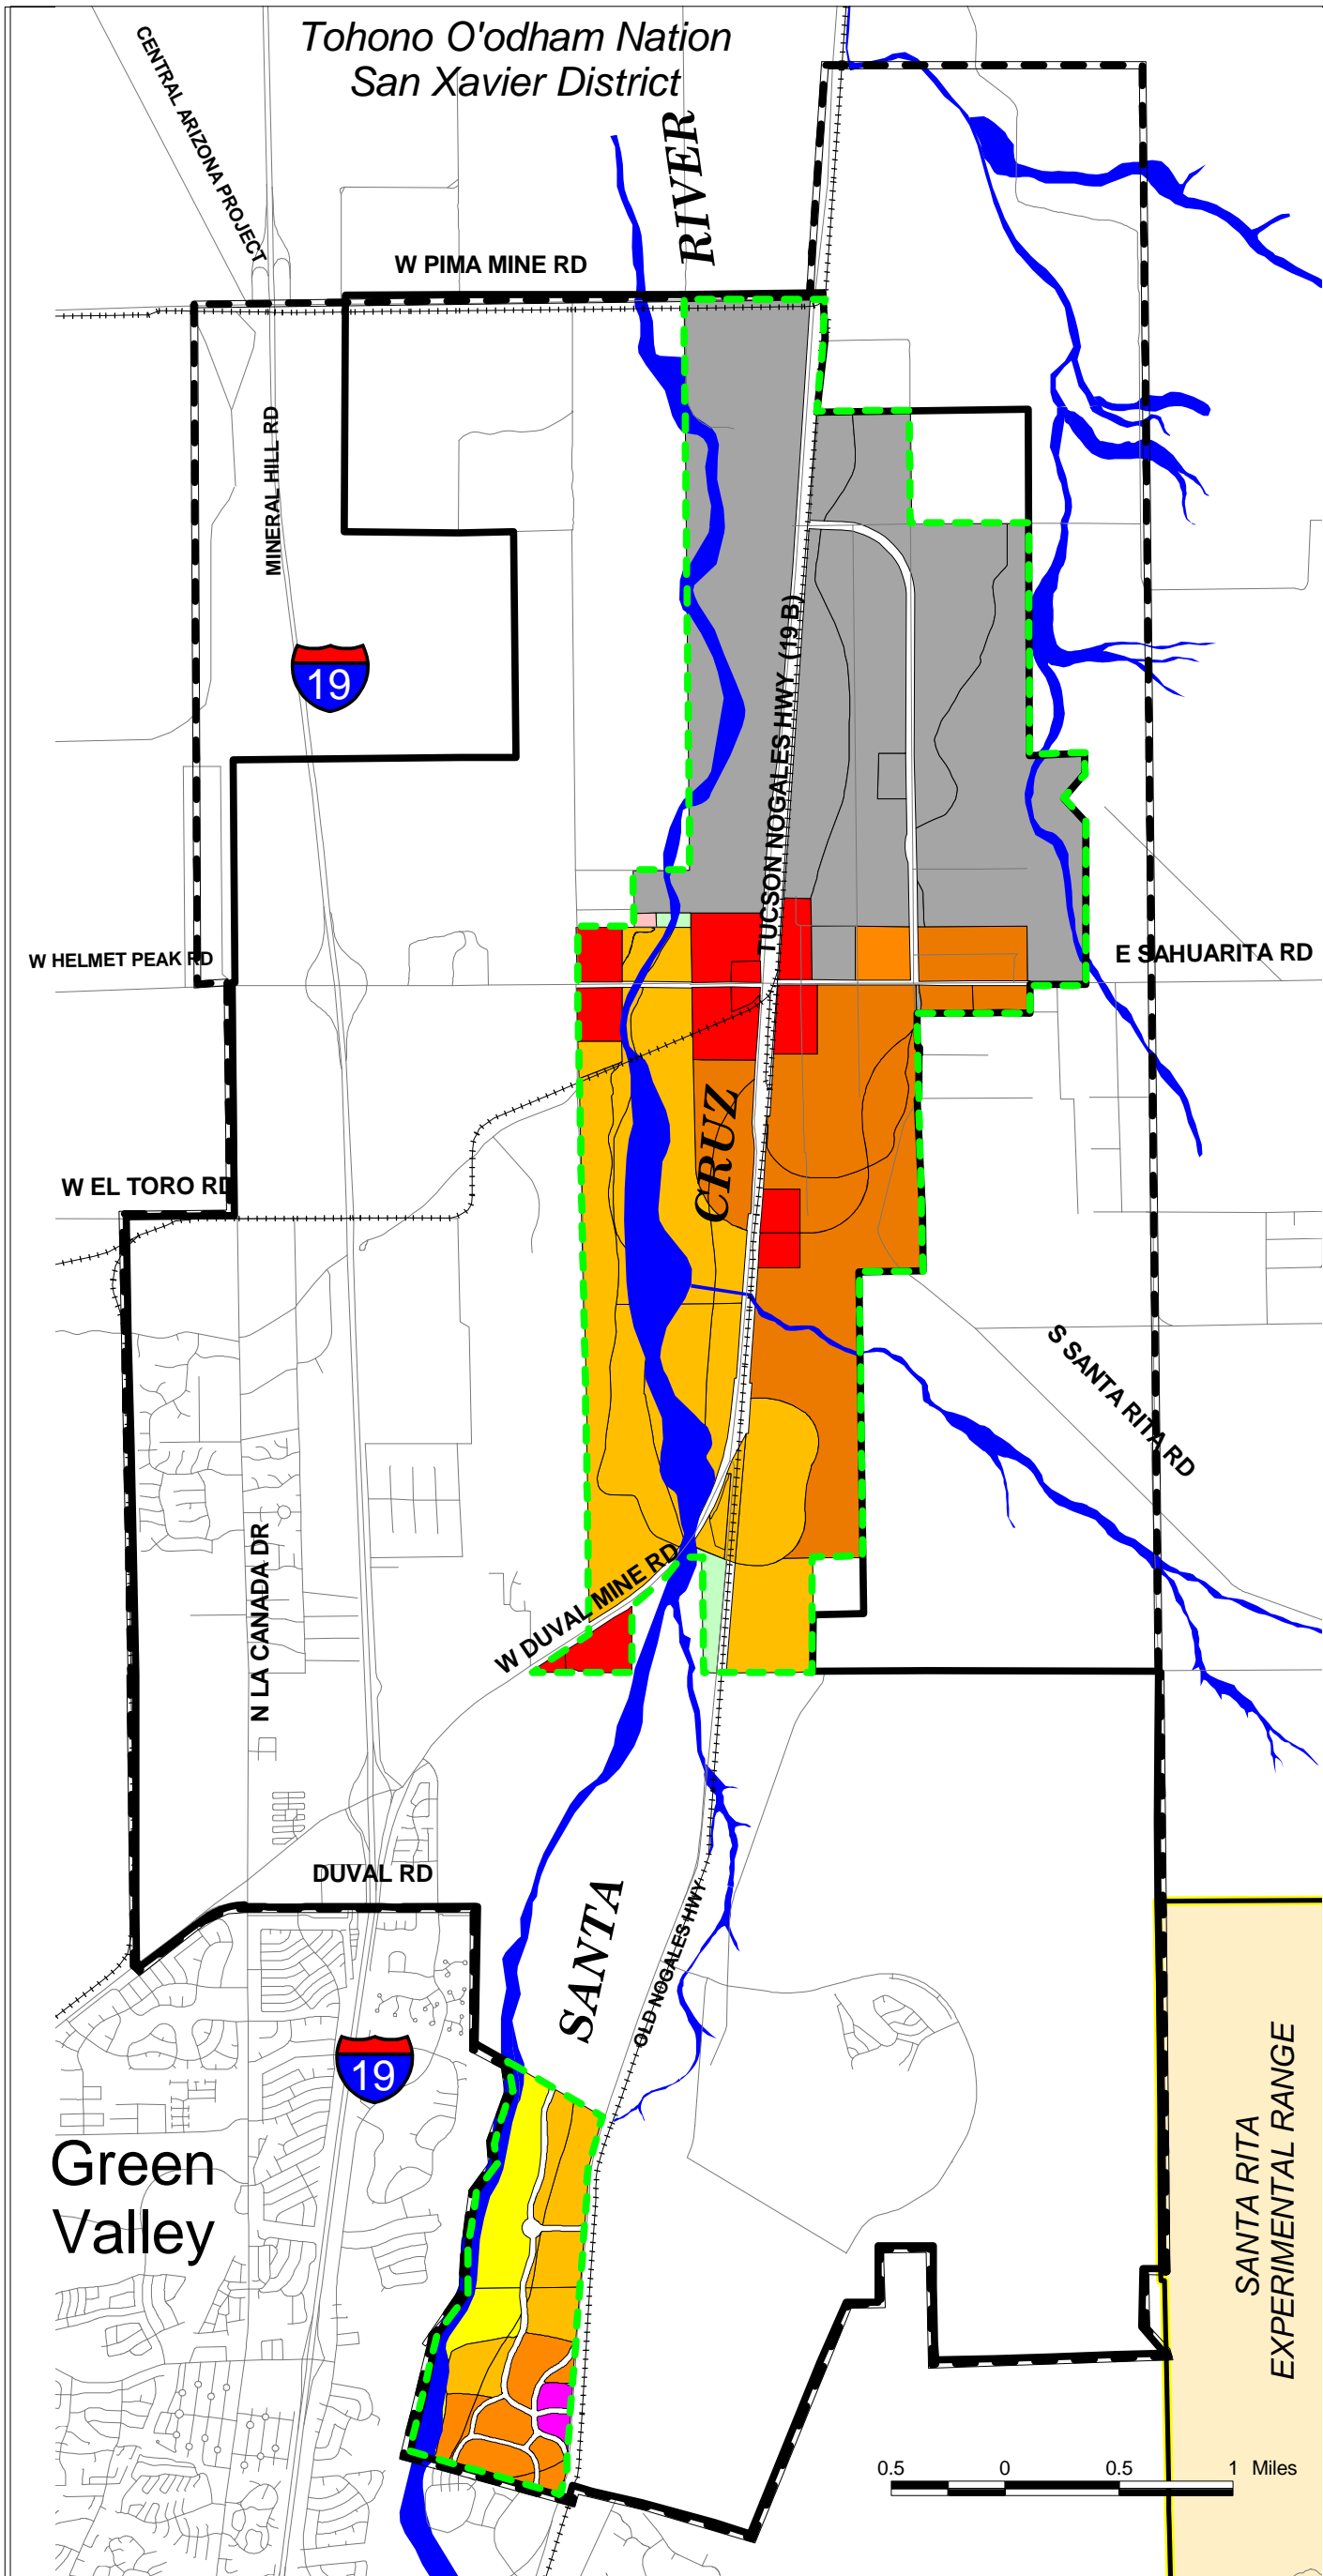 Tohono O'odham Nation
San Xavier District
CENTRAL ARIZONA PROJECT
RIVER
W PIMA MINE RD
MINERAL HILL RD
19
TUCSON NOGALES HWY (19 B)
W HELMET PEAK RD
E SAHUARITA RD
CRUZ
W EL TORO RD
S SANTA RITA RD
N LA CANADA DR
W DUVAL MINE RD
DUVAL RD
SANTA
OLD NOGALES HWY
19
Green
Valley
SANTA RITA
EXPERIMENTAL RANGE
0.5 0 0.5 1 Miles